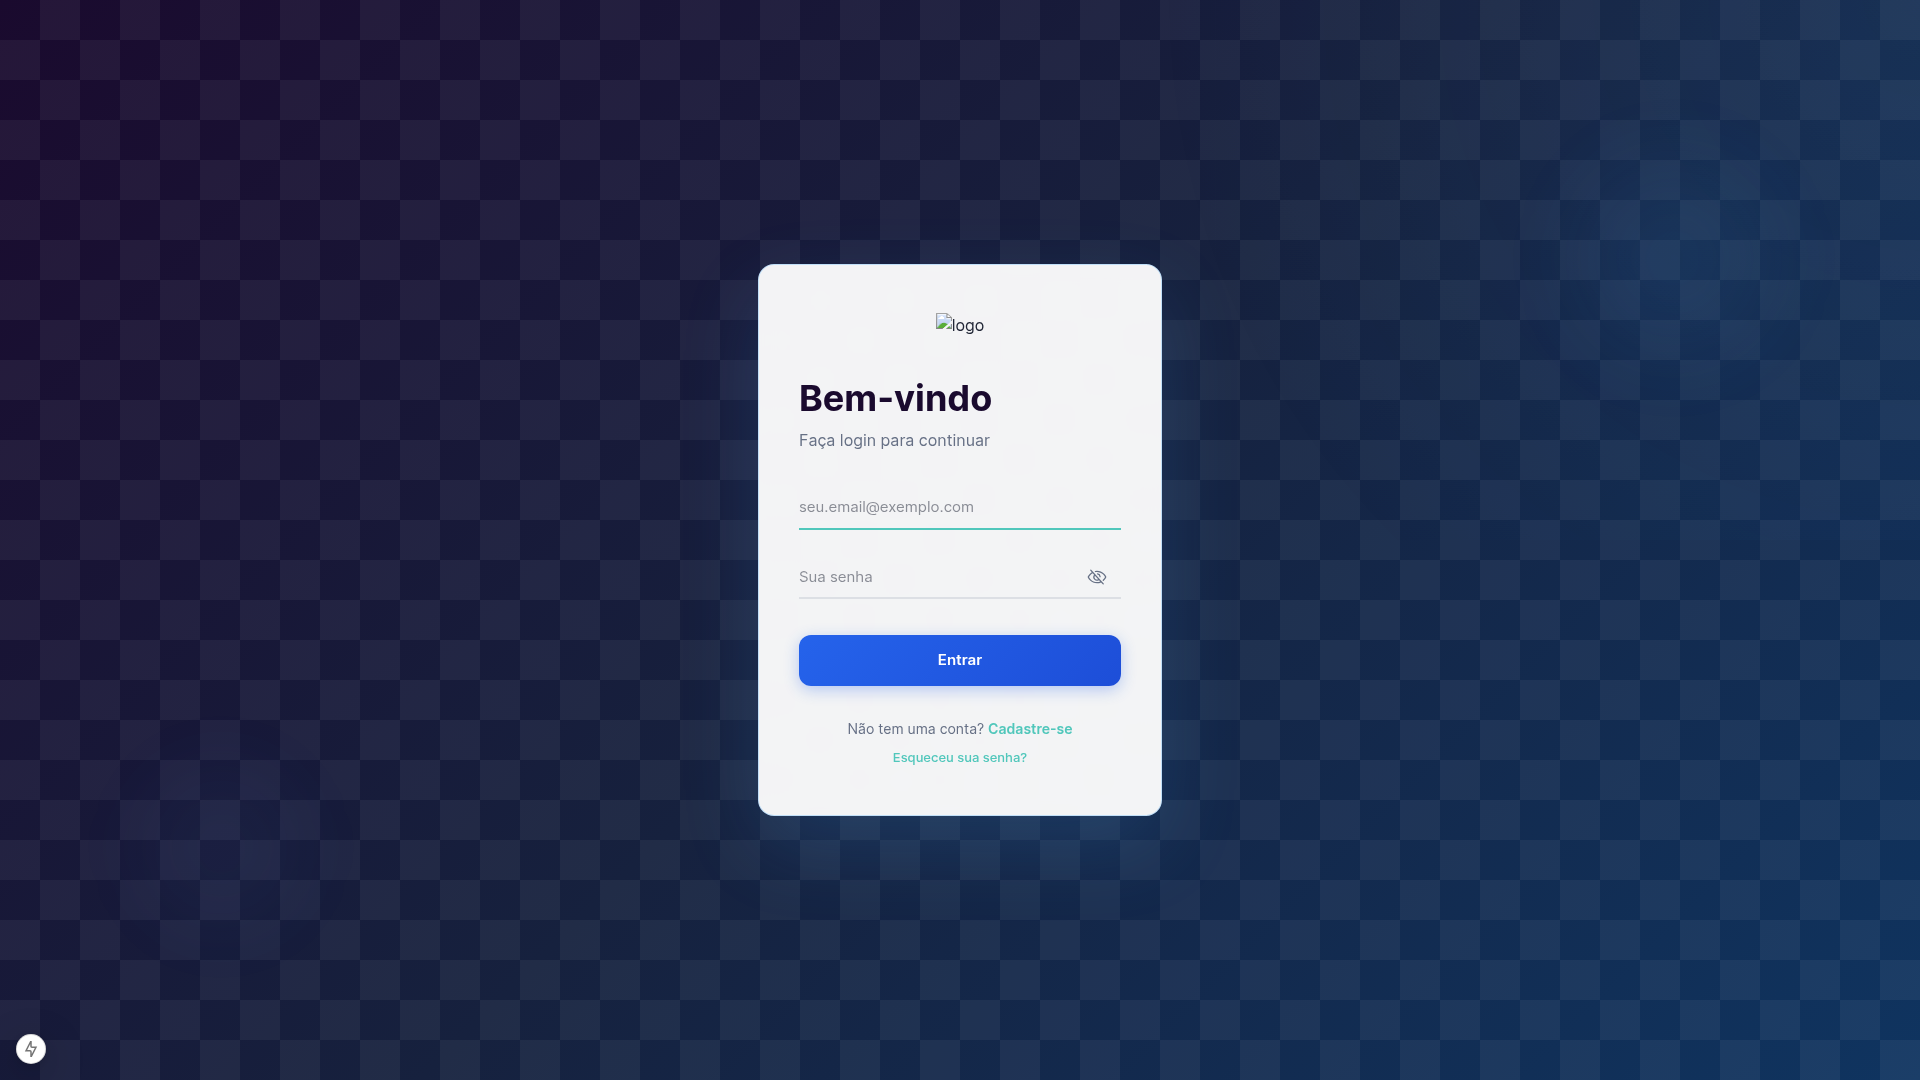 logo
Bem-vindo
Faça login para continuar
seu.email@exemplo.com
Sua senha
Entrar
Não tem uma conta? Cadastre-se
Esqueceu sua senha?